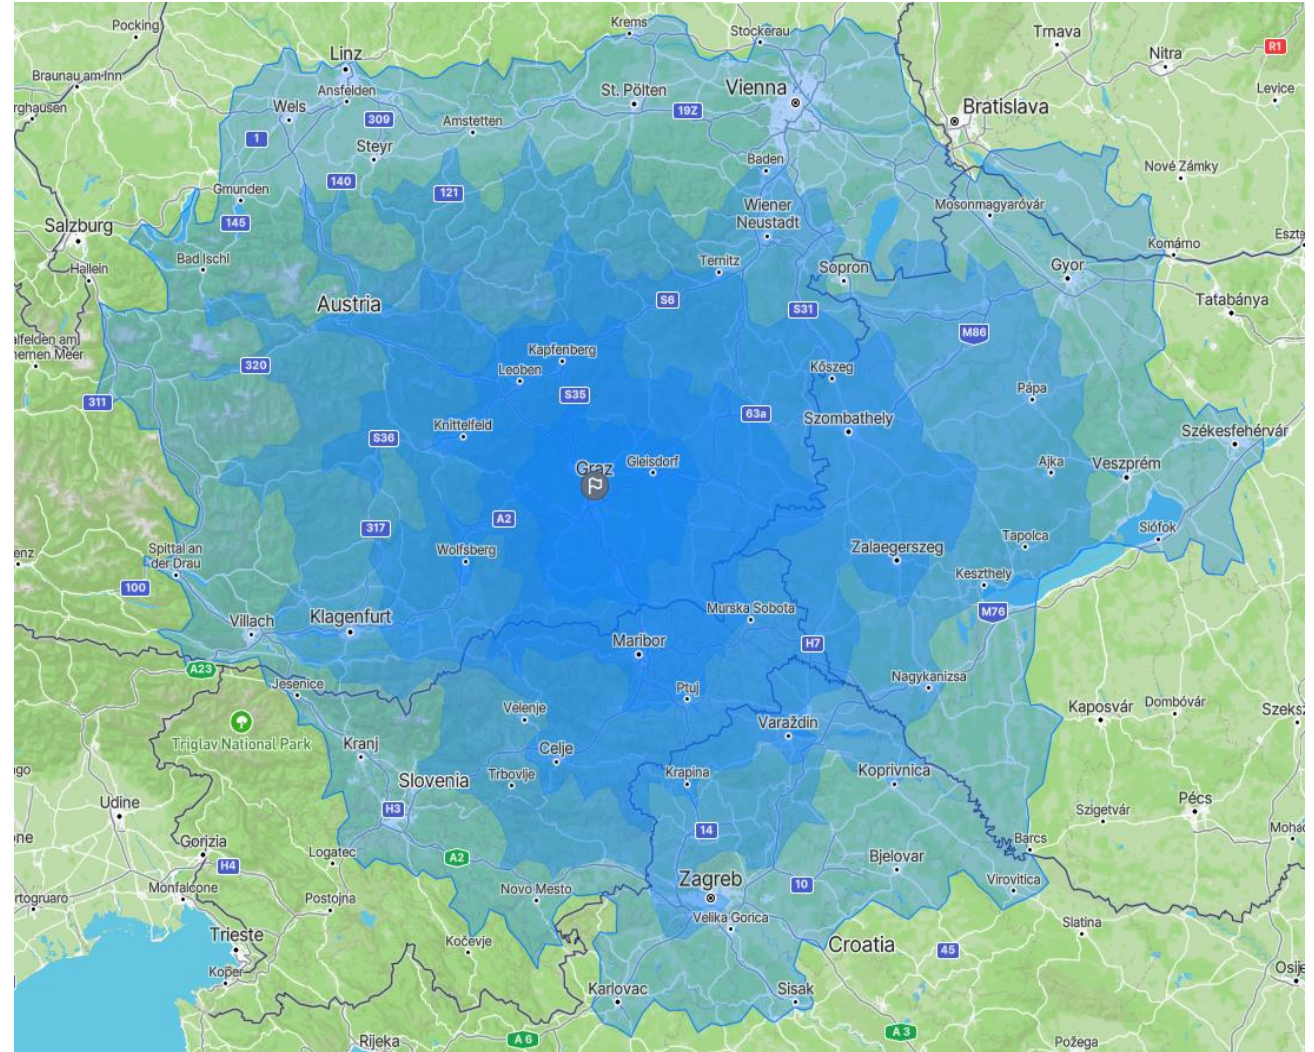 Pocking
Krems
Stockerau
Trnava
Nitra
R1
Linz
Braunau am Inn
Ansfelden
Vienna
Levice
St. Pölten
Wels
Bratislava
rghausen
309
Amstetten
19Z
1
Steyr
Baden
Nové Zámky
140
121
Gmunden
Wiener
Neustadt
Mosonmagyaróvár
Salzburg
145
Komárno
Eszte
Bad Ischl
Ternitz
Sopron
Gyor
Hallein
Austria
S6
S31
Tatabánya
M86
alfelden am
nernen Meer
Kapfenberg
Leoben
320
Kőszeg
Pápa
S35
311
63a
Szombathely
Knittelfeld
S36
Székesfehérvár
Graz
Gleisdorf
Ajka
Veszprém
A2
317
Siófok
Tapolca
Wolfsberg
Zalaegerszeg
Spittal an
der Drau
enz
Keszthely
100
M76
Klagenfurt
Villach
Murska Sobota
Maribor
H7
A23
Jesenice
Ptuj
Nagykanizsa
Kaposvár
Dombóvár
Szeksz
Velenje
Varaždin
Triglav National Park
Kranj
Celje
Slovenia
Trbovlje
Krapina
Koprivnica
go
Udine
H3
Szigetvár
Pécs
14
ne
Mohá
Gorizia
Barcs
Logatec
A2
Bjelovar
H4
Zagreb
10
Virovitica
Monfalcone
Postojna
Novo Mesto
rtogruaro
Velika Gorica
Slatina
Trieste
Kočevje
Croatia
45
Koper
Osije
Karlovac
Sisak
Rijeka
A 6
A 3
Požega